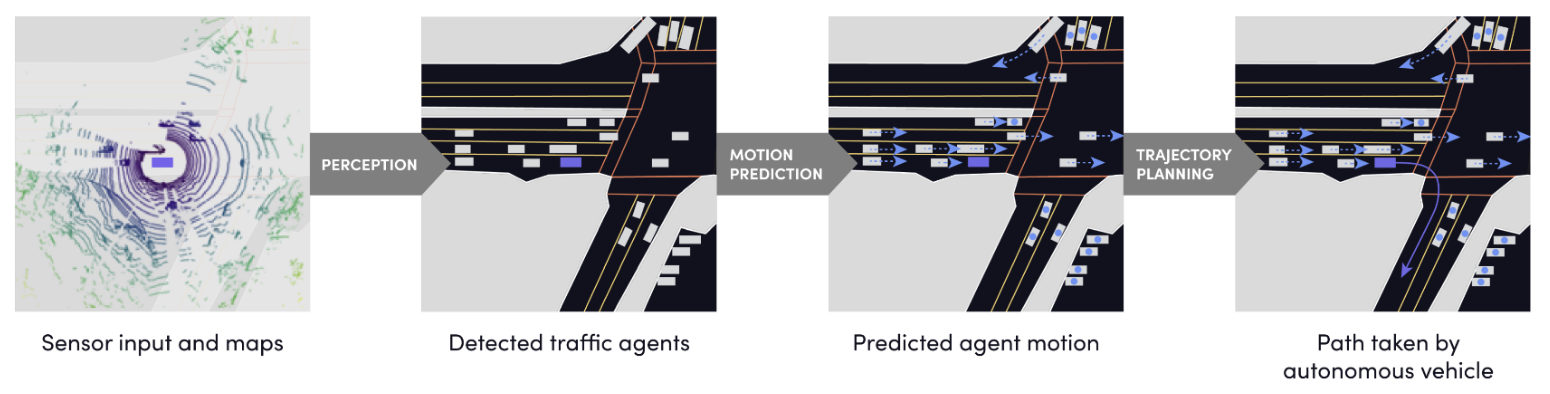 PERCEPTION
MOTION
PREDICTION
TRAJECTORY
PLANNING
Sensor input and maps
Detected traffic agents
Predicted agent motion
Path taken by
autonomous vehicle